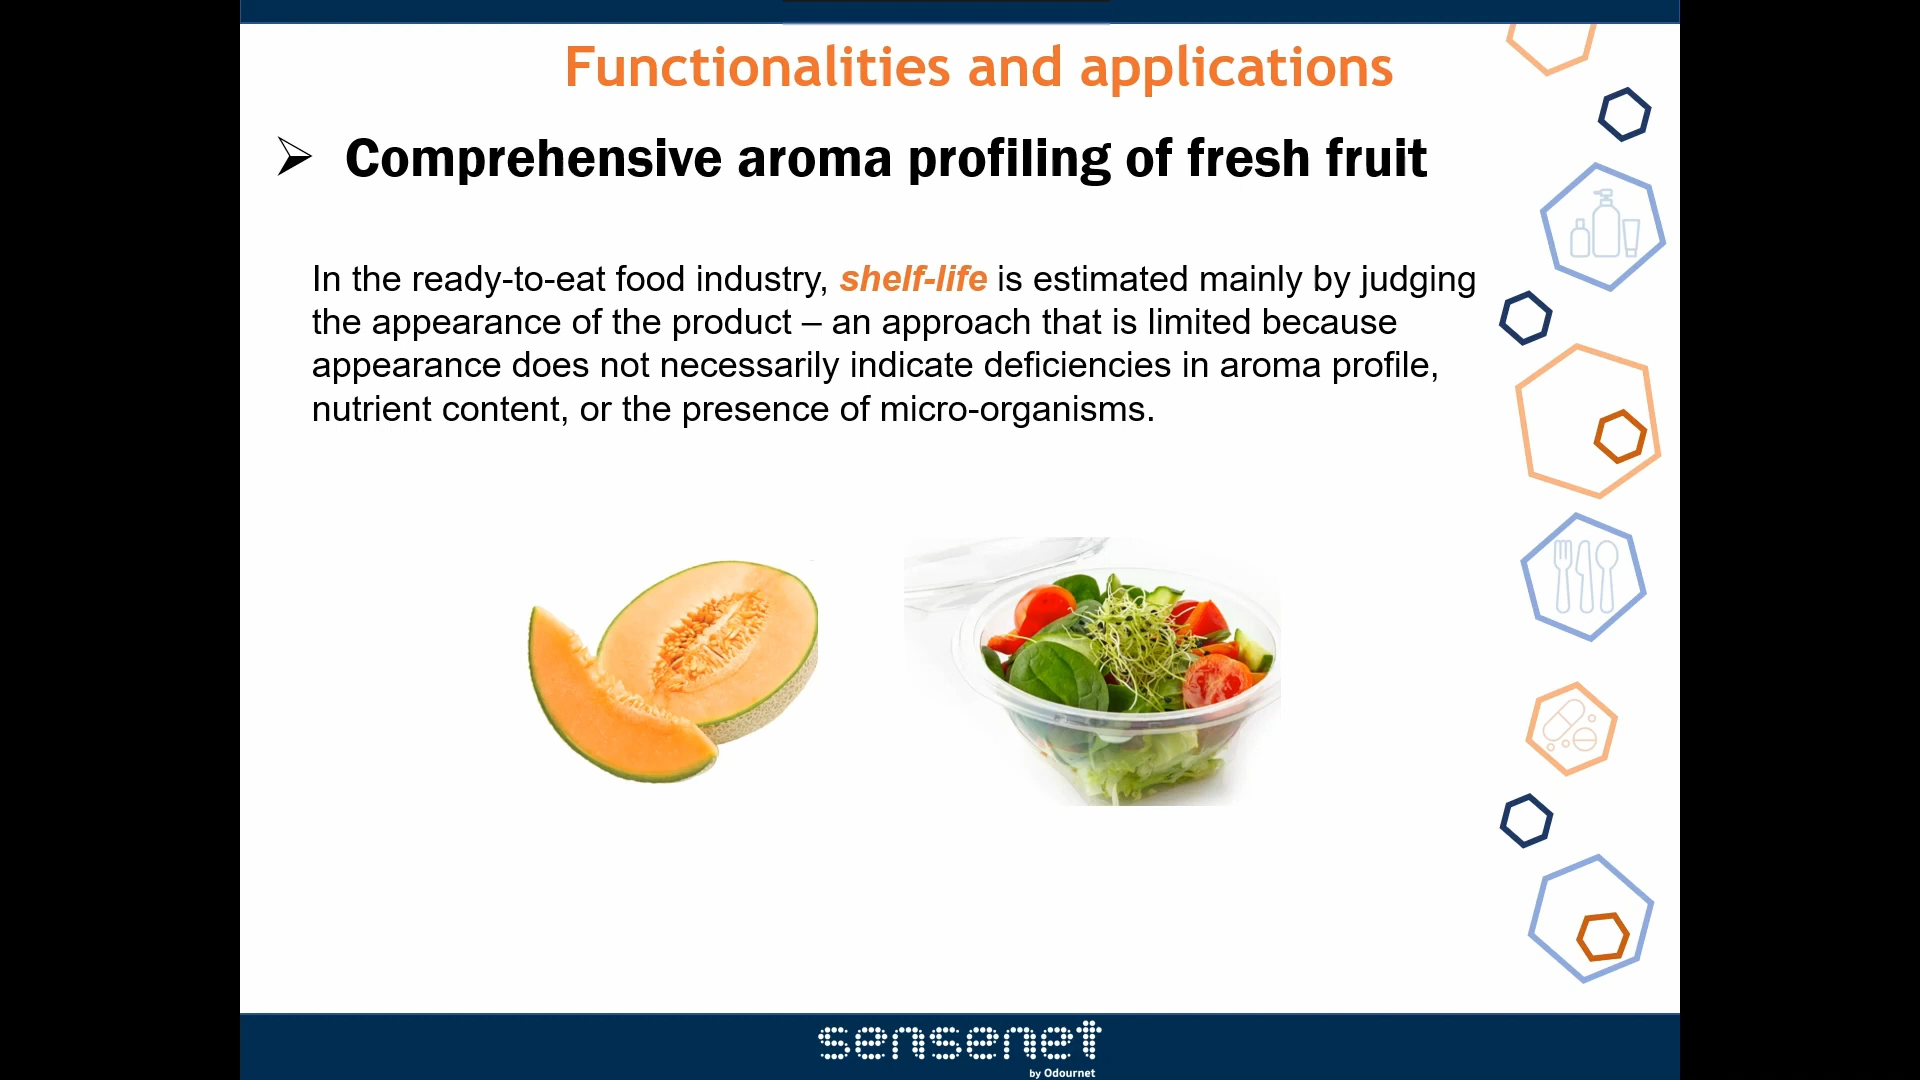 Functionalities and applications
Comprehensive aroma profiling of fresh fruit
In the ready-to-eat food industry, shelf-life is estimated mainly by judging
the appearance of the product – an approach that is limited because
appearance does not necessarily indicate deficiencies in aroma profile,
nutrient content, or the presence of micro-organisms.
sensenet
by Odournet